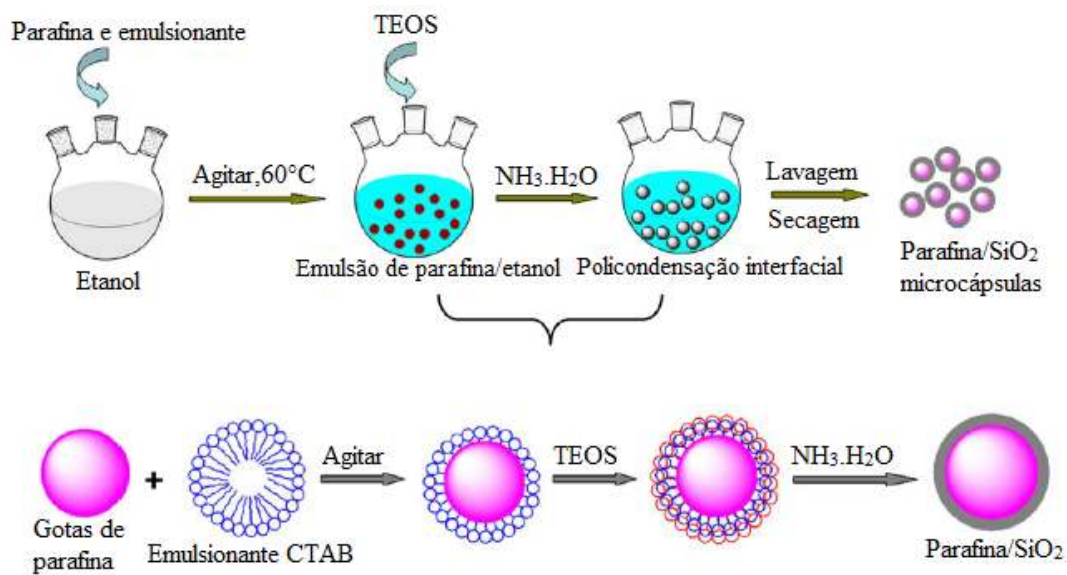 Parafina e emulsionante
TEOS
Agitar,60°C
NH₃.H₂O
Lavagem
Secagem
Etanol
Emulsão de parafina/etanol
Policondensação interfacial
Parafina/SiO₂
microcápsulas
Gotas de
parafina
+
Emulsionante CTAB
Agitar
TEOS
NH₃.H₂O
Parafina/SiO₂